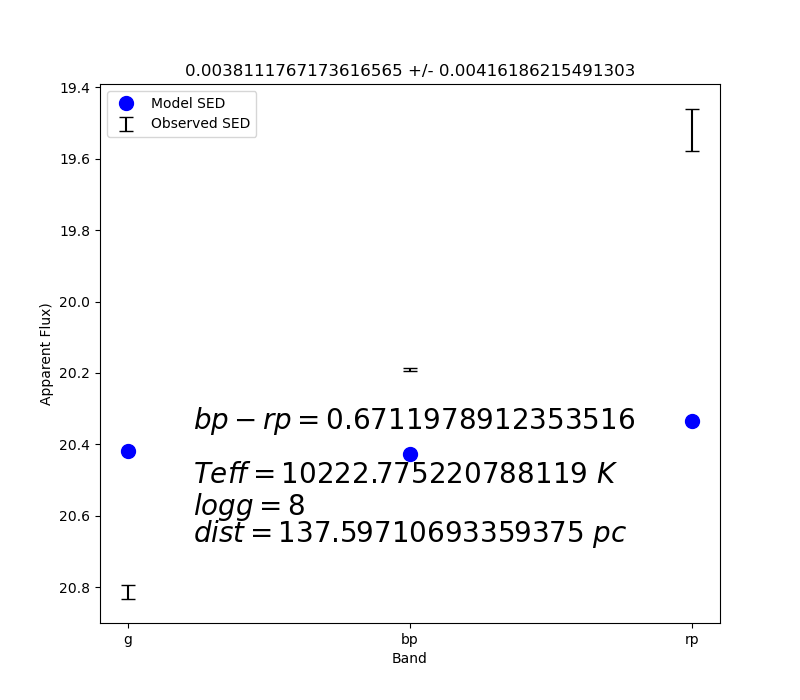 0.0038111767173616565 +/- 0.00416186215491303
Model SED
Observed SED
19.4
19.6
19.8
20.0
20.2
20.4
20.6
20.8
Apparent Flux)
bp − rp = 0.6711978912353516
Teff = 10222.775220788119 K
logg = 8
dist = 137.59710693359375 pc
g
bp
rp
Band